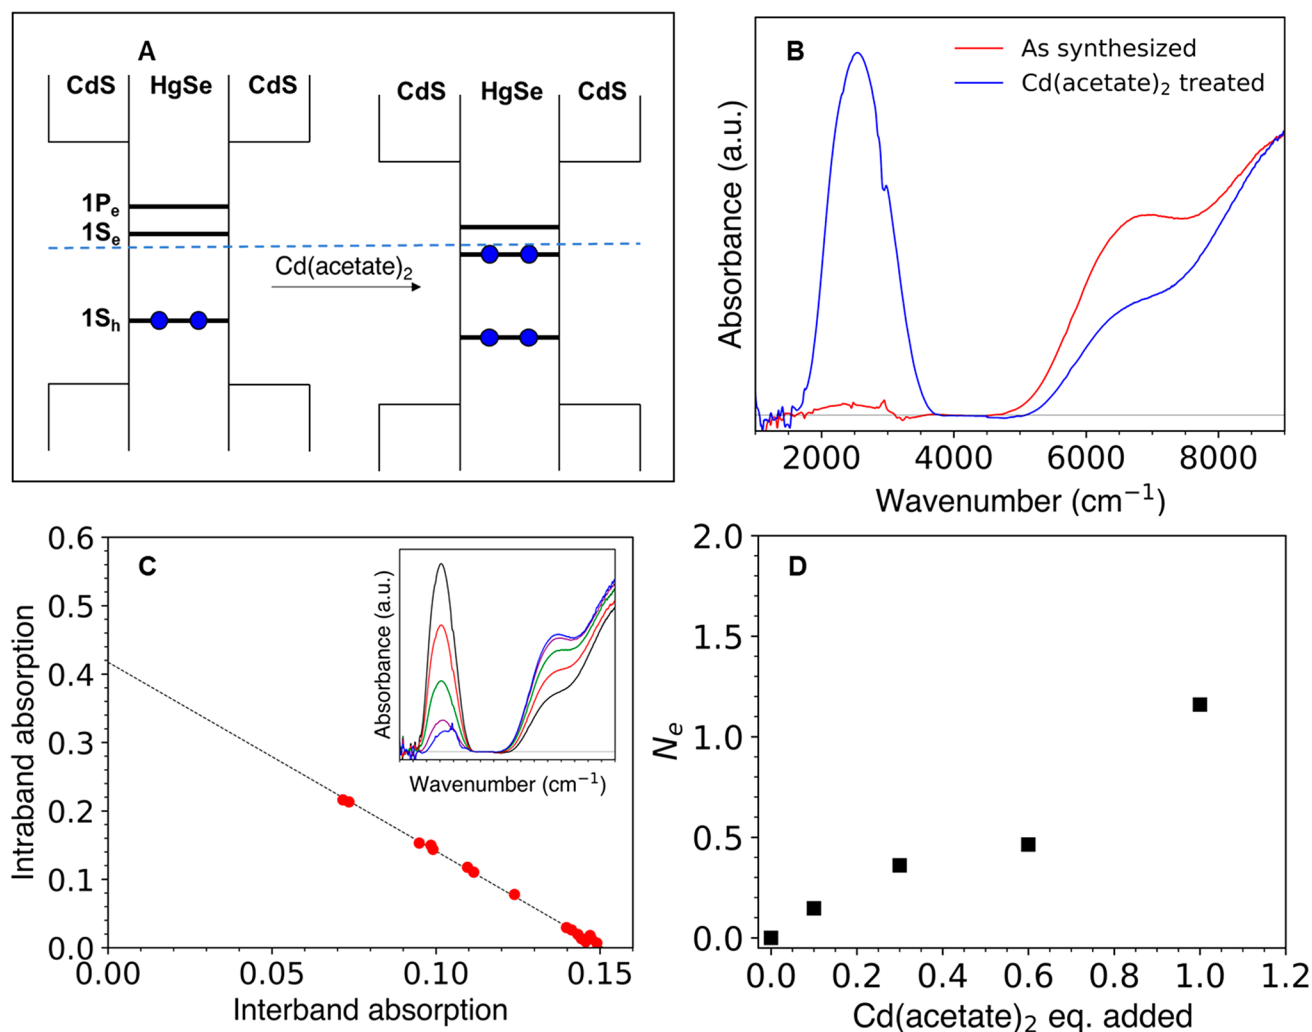 A
CdS HgSe CdS
CdS HgSe CdS
1Pe
1Se
1Sh
Cd(acetate)2
B
As synthesized
Cd(acetate)2 treated
Absorbance (a.u.)
2000 4000 6000 8000
Wavenumber (cm−1)
C
0.6
0.5
0.4
0.3
0.2
0.1
0.0
Intraband absorption
0.00 0.05 0.10 0.15
Interband absorption
Absorbance (a.u.)
Wavenumber (cm−1)
D
2.0
1.5
1.0
0.5
0.0
Ne
0.0 0.2 0.4 0.6 0.8 1.0 1.2
Cd(acetate)2 eq. added